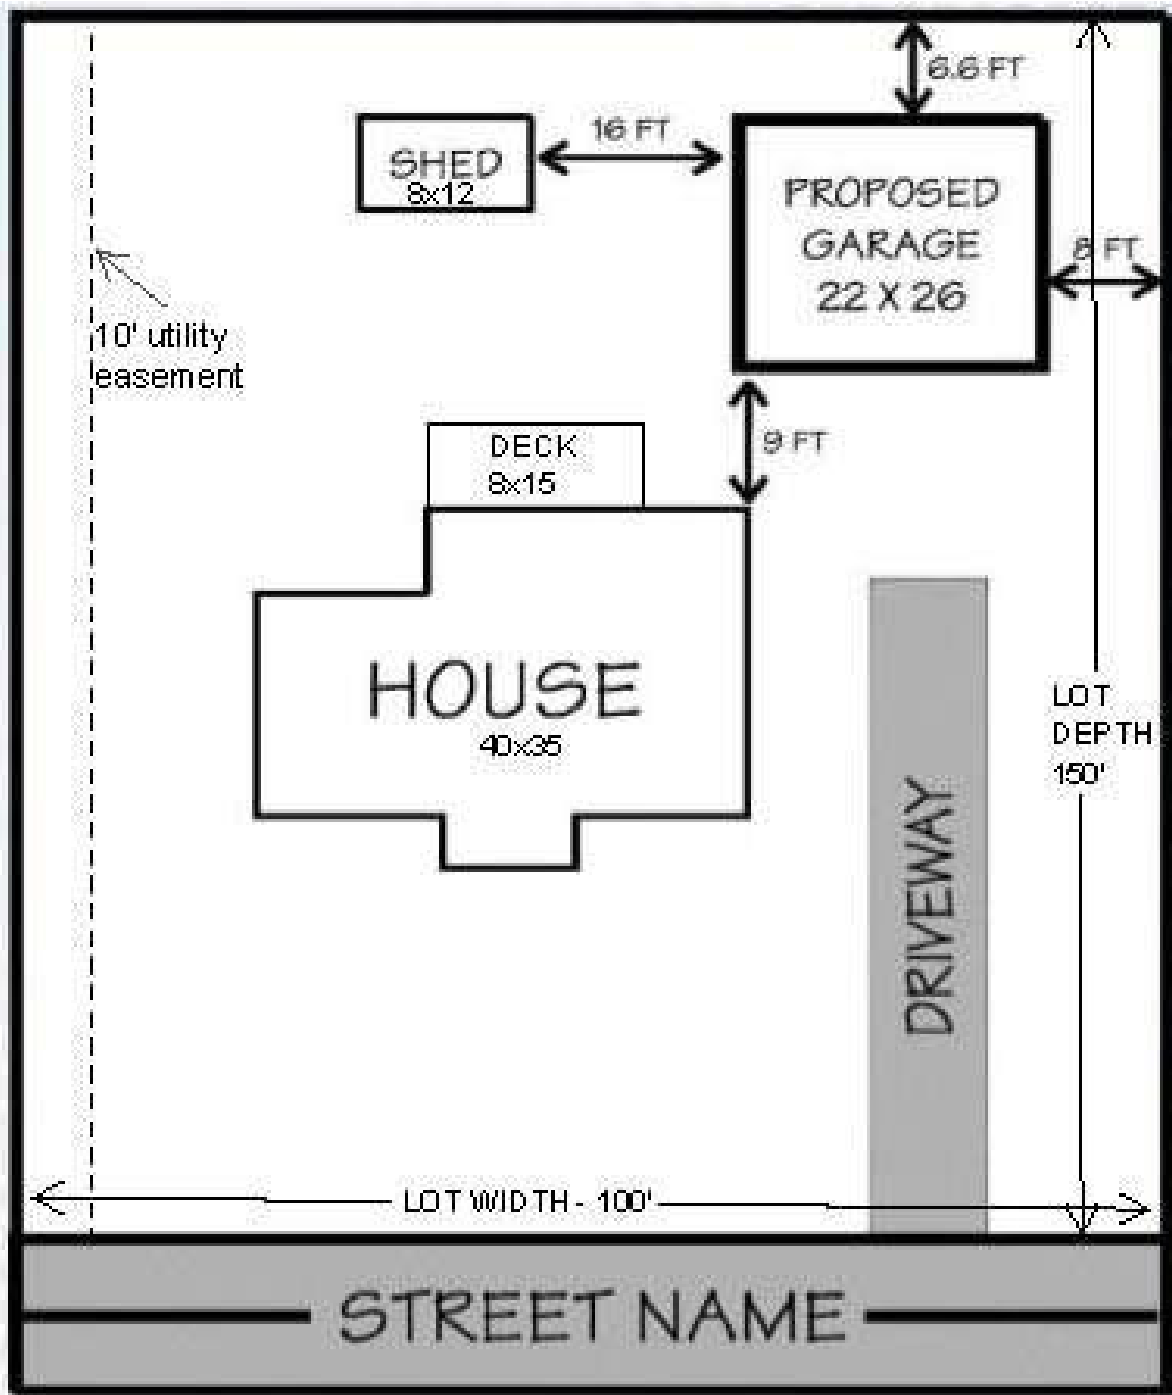 6.6 FT
16 FT
SHED
8x12
PROPOSED
GARAGE
22 X 26
8 FT
10' utility
easement
DECK
8x15
9 FT
HOUSE
40x35
LOT
DEPTH
150'
DRIVEWAY
LOT WIDTH - 100'
STREET NAME